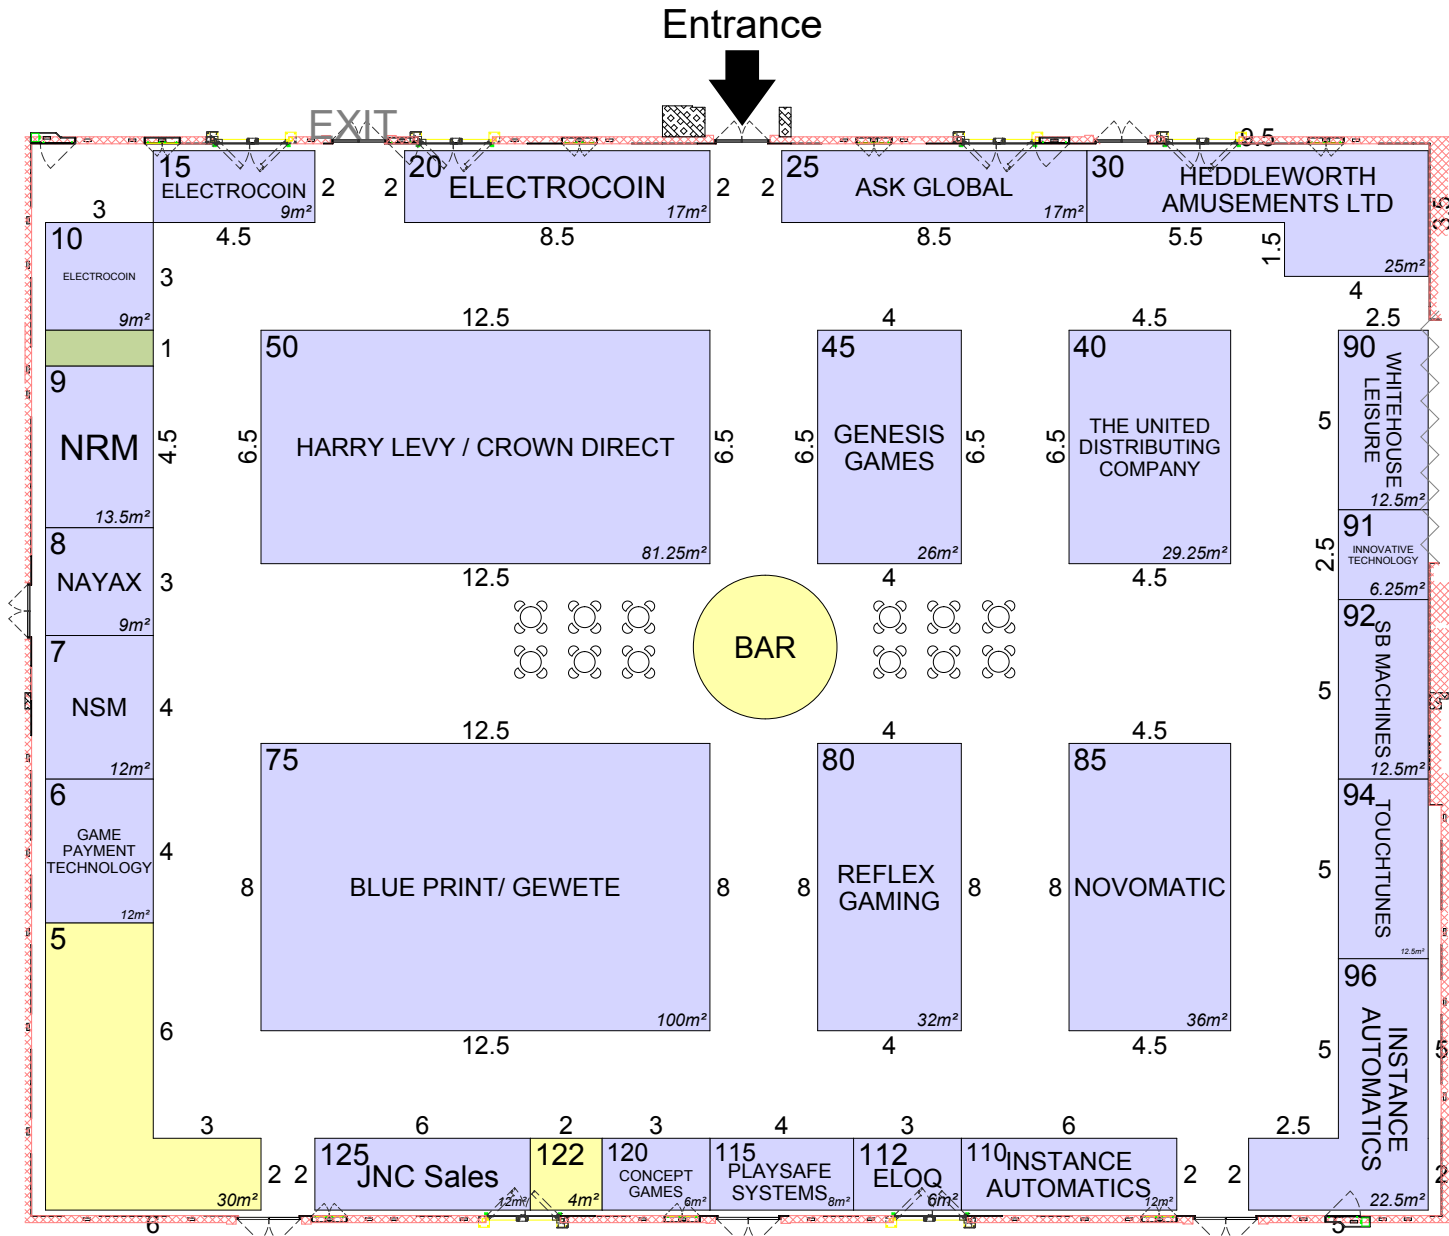 Entrance
EXIT
9.5
15
ELECTROCOIN
9m²
2
2
20
ELECTROCOIN
17m²
2
2
25
ASK GLOBAL
17m²
30
HEDDLEWORTH
AMUSEMENTS LTD
25m²
3.5
3
4.5
8.5
8.5
5.5
1.5
4
10
ELECTROCOIN
9m²
3
1
12.5
4
4.5
2.5
9
NRM
13.5m²
4.5
6.5
50
HARRY LEVY / CROWN DIRECT
81.25m²
6.5
6.5
45
GENESIS
GAMES
26m²
6.5
6.5
40
THE UNITED
DISTRIBUTING
COMPANY
29.25m²
5
90
WHITEHOUSE
LEISURE
12.5m²
12.5
4
4.5
2.5
91
INNOVATIVE
TECHNOLOGY
6.25m²
8
NAYAX
9m²
3
BAR
7
NSM
12m²
4
5
92
SB MACHINES
12.5m²
12.5
4
4.5
6
GAME
PAYMENT
TECHNOLOGY
12m²
4
8
75
BLUE PRINT/ GEWETE
100m²
8
8
80
REFLEX
GAMING
32m²
8
8
85
NOVOMATIC
36m²
5
94
TOUCHTUNES
12.5m²
5
30m²
6
12.5
4
4.5
5
96
INSTANCE
AUTOMATICS
22.5m²
5
2
3
6
2
3
4
3
6
2.5
2
2
125
JNC Sales
12m²
122
4m²
120
CONCEPT
GAMES
6m²
115
PLAYSAFE
SYSTEMS
8m²
112
ELOQ
6m²
110
INSTANCE
AUTOMATICS
12m²
2
2
6
5